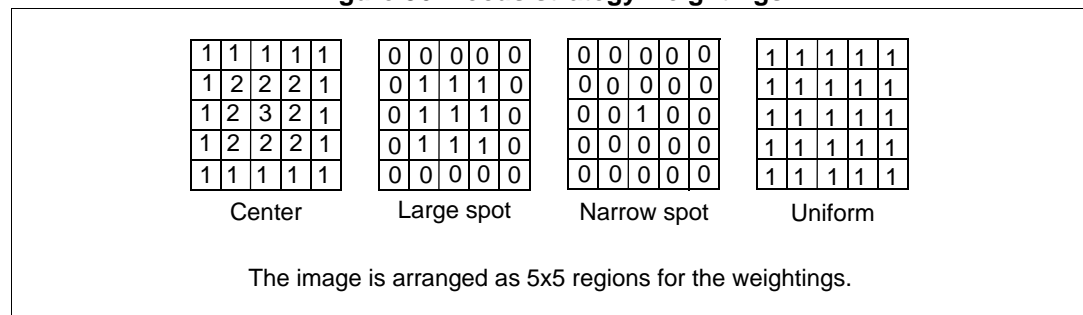 Focus strategy weightings
1 1 1 1 1 0 0 0 0 0 0 0 0 0 0 1 1 1 1 1
1 2 2 2 1 0 1 1 1 0 0 0 0 0 0 1 1 1 1 1
1 2 3 2 1 0 1 1 1 0 0 0 1 0 0 1 1 1 1 1
1 2 2 2 1 0 1 1 1 0 0 0 0 0 0 1 1 1 1 1
1 1 1 1 1 0 0 0 0 0 0 0 0 0 0 1 1 1 1 1
Center Large spot Narrow spot Uniform
The image is arranged as 5x5 regions for the weightings.